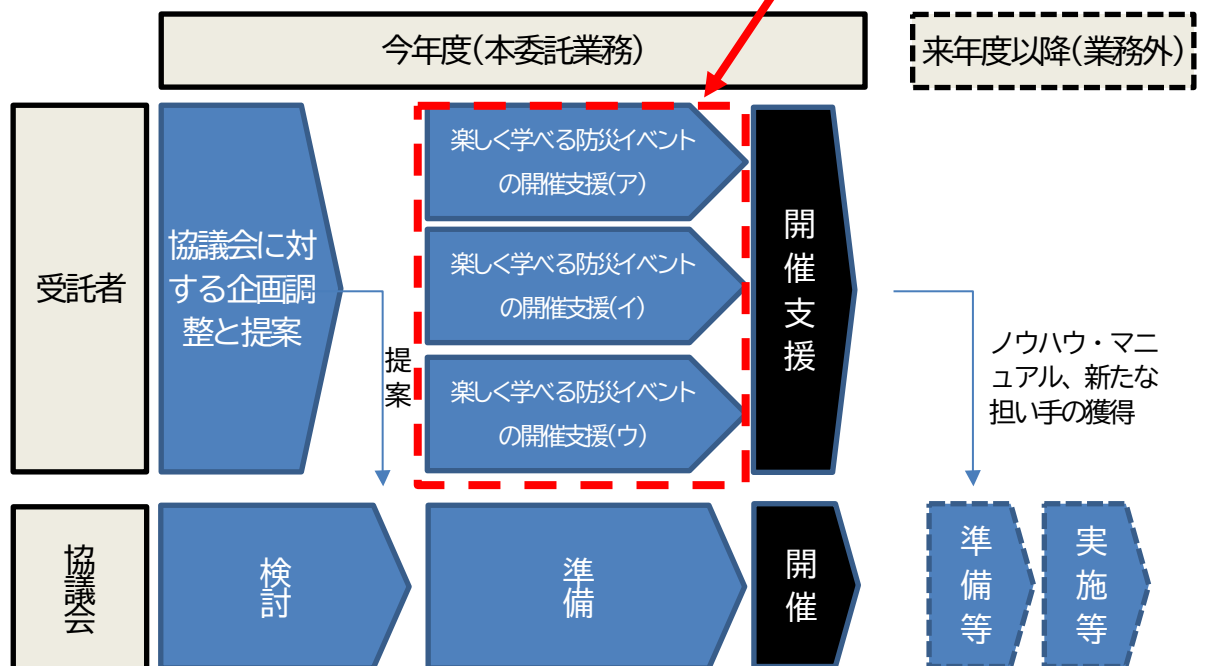 今年度(本委託業務)
来年度以降(業務外)
受託者
協議会に対
する企画調
整と提案
提案
楽しく学べる防災イベント
の開催支援(ア)
楽しく学べる防災イベント
の開催支援(イ)
楽しく学べる防災イベント
の開催支援(ウ)
開催支援
ノウハウ・マニ
ュアル、新たな
担い手の獲得
協議会
検討
準備
開催
準備等
実施等